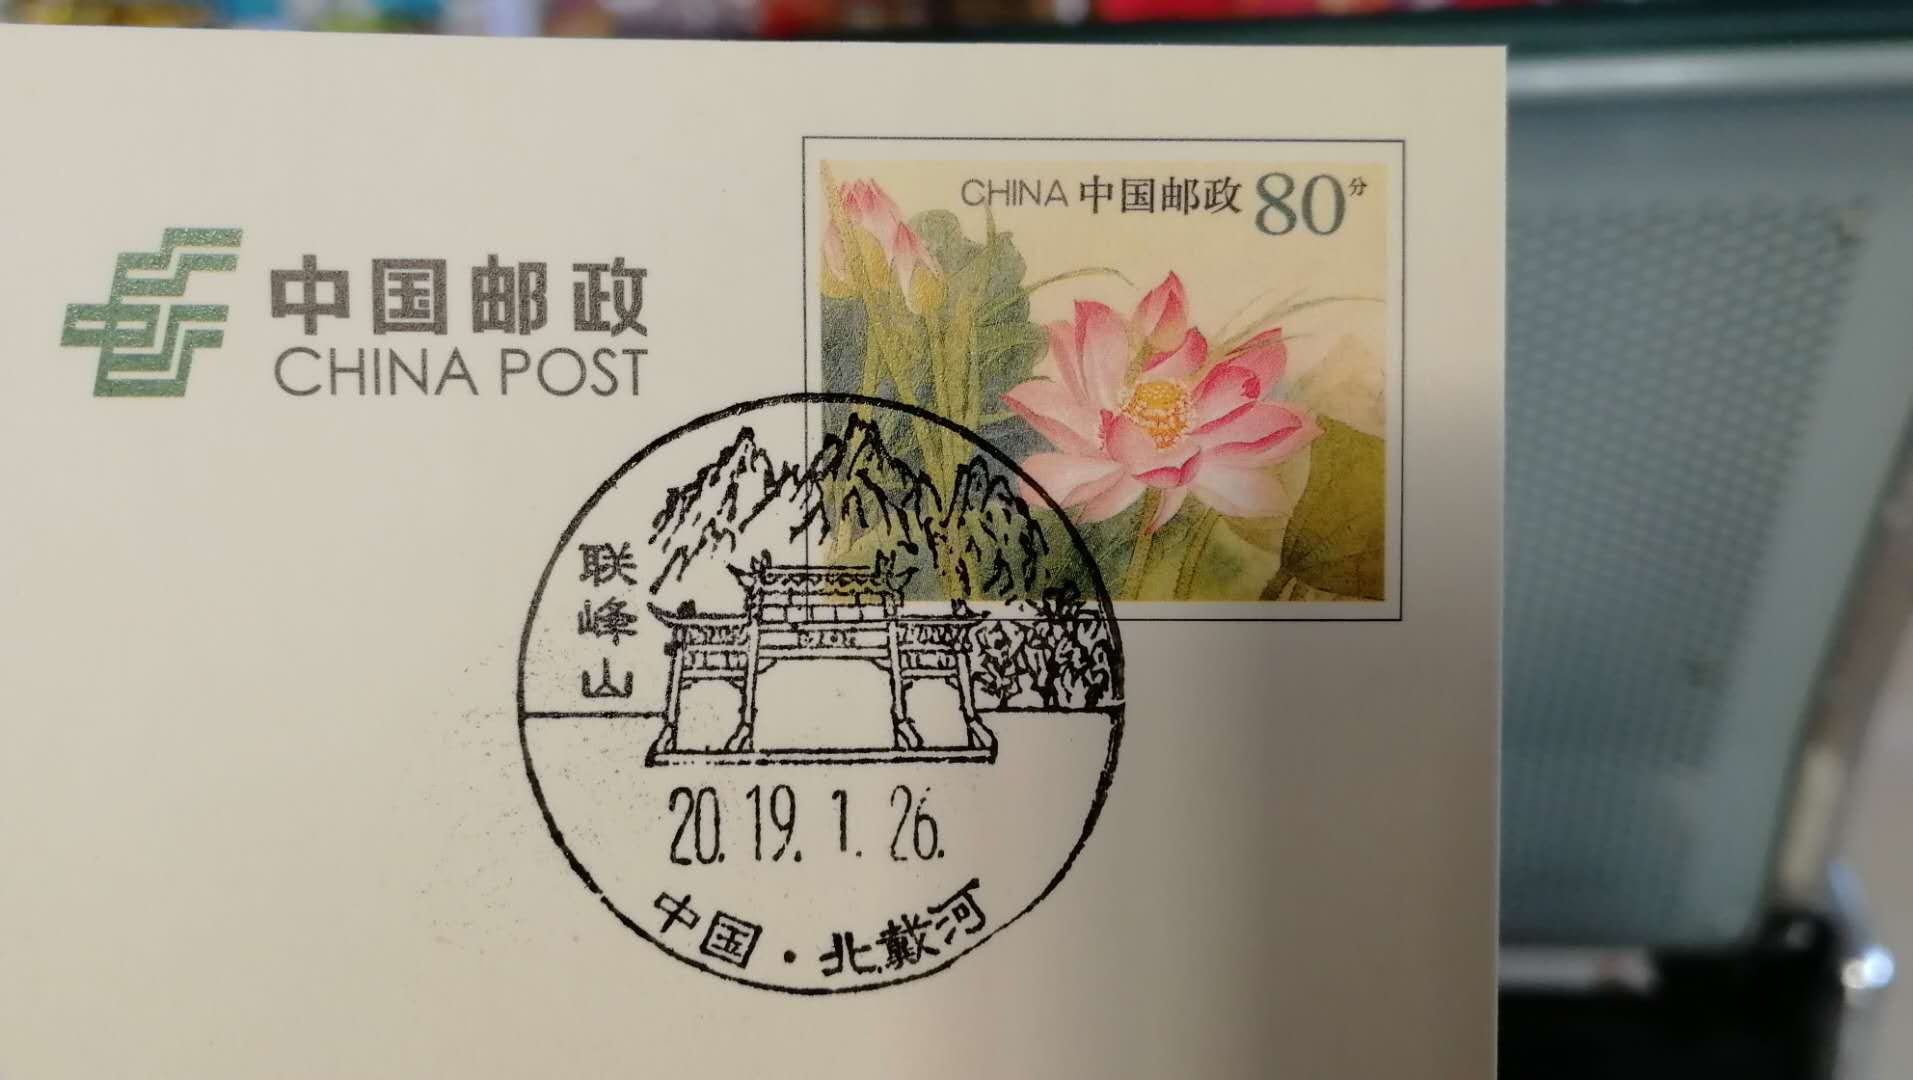 CHINA 中国邮政 80分
中国邮政
CHINA POST
联峰山
20.19.1.26.
中国·北戴河